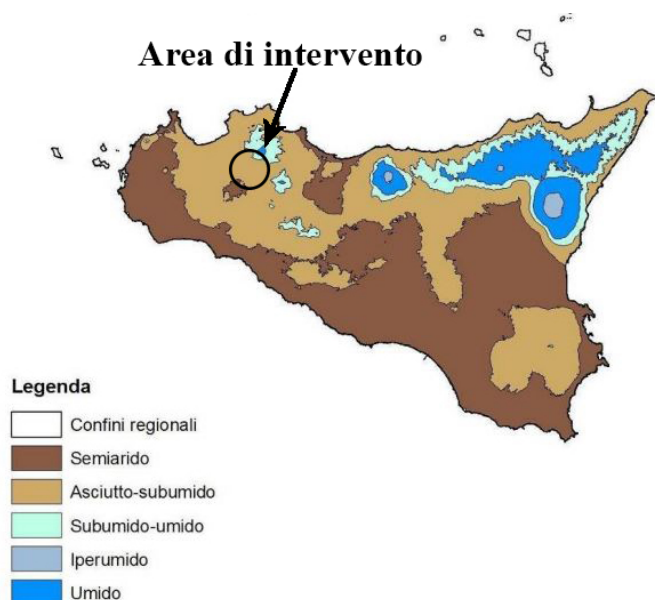 Area di intervento
Legenda
Confini regionali
Semiarido
Asciutto-subumido
Subumido-umido
Iperumido
Umido